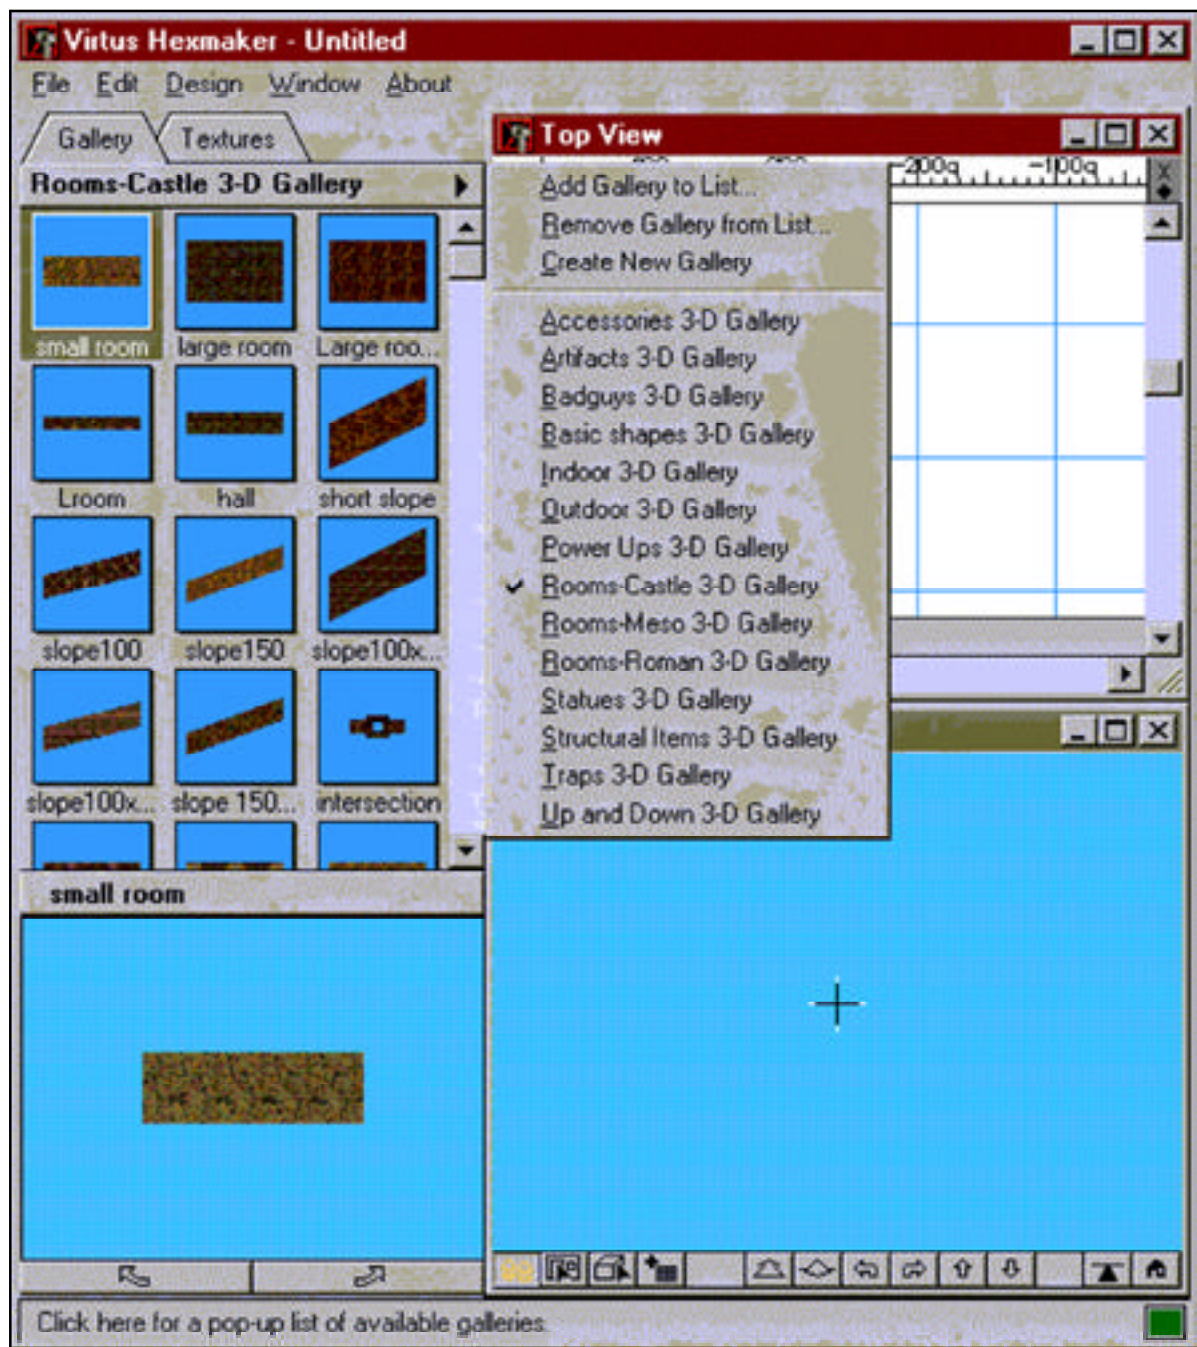 Virtus Hexmaker - Untitled
File Edit Design Window About
Gallery Textures
Rooms-Castle 3-D Gallery
small room large room Large roo...
Lroom hall short slope
slope100 slope150 slope100x...
slope100x... slope 150... intersection
small room
Top View
-200 -100
Add Gallery to List...
Remove Gallery from List...
Create New Gallery
Accessories 3-D Gallery
Artifacts 3-D Gallery
Badguys 3-D Gallery
Basic shapes 3-D Gallery
Indoor 3-D Gallery
Outdoor 3-D Gallery
Power Ups 3-D Gallery
Rooms-Castle 3-D Gallery
Rooms-Meso 3-D Gallery
Rooms-Roman 3-D Gallery
Statues 3-D Gallery
Structural Items 3-D Gallery
Traps 3-D Gallery
Up and Down 3-D Gallery
Click here for a pop-up list of available galleries.